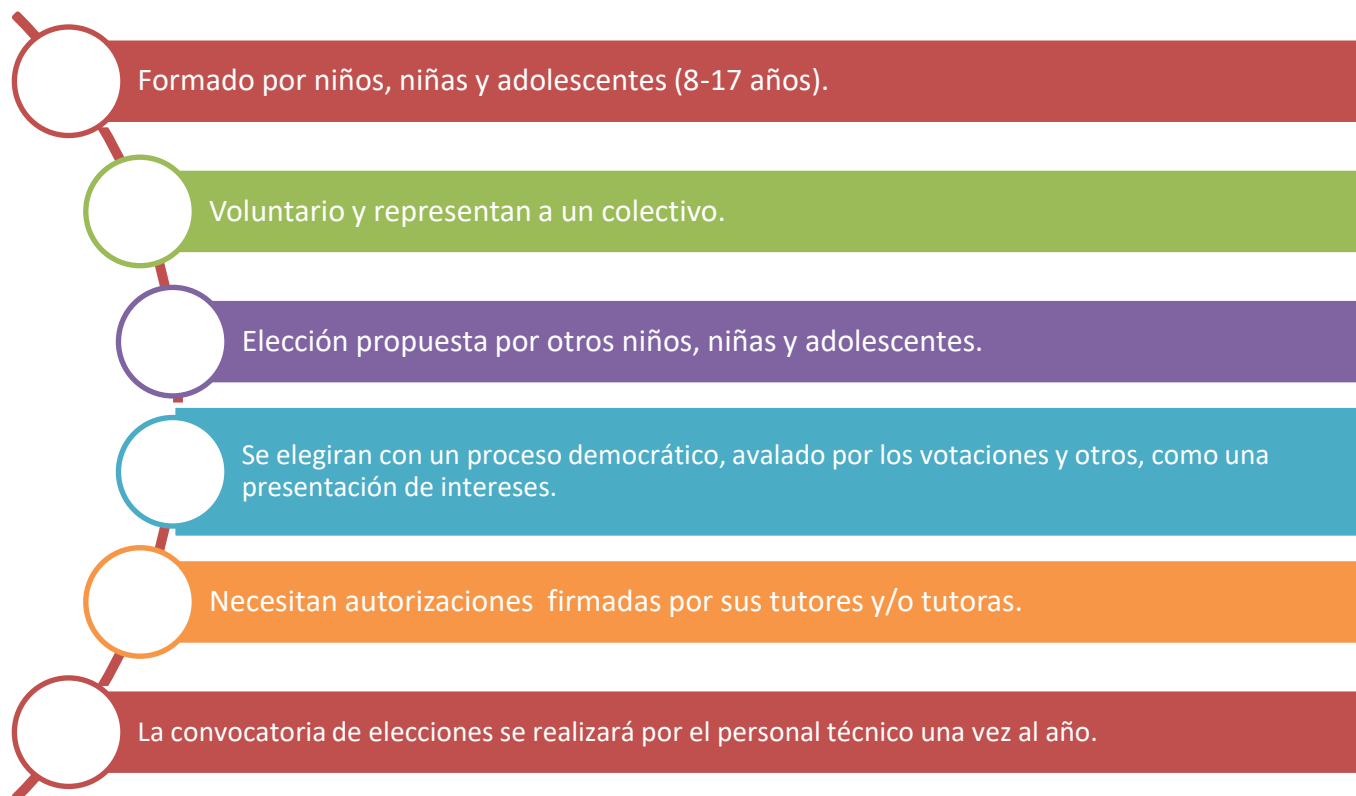 Formado por niños, niñas y adolescentes (8-17 años).
Voluntario y representan a un colectivo.
Elección propuesta por otros niños, niñas y adolescentes.
Se elegiran con un proceso democrático, avalado por los votaciones y otros, como una
presentación de intereses.
Necesitan autorizaciones firmadas por sus tutores y/o tutoras.
La convocatoria de elecciones se realizará por el personal técnico una vez al año.